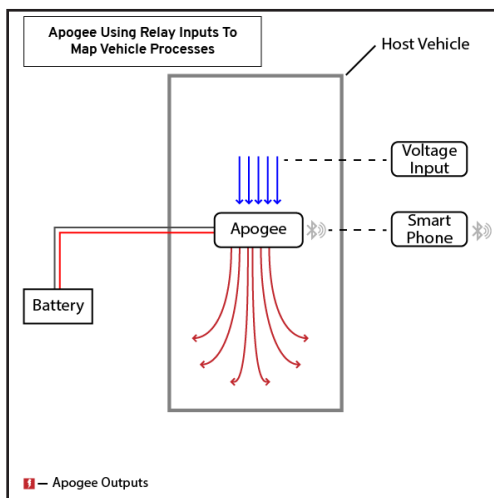 Apogee Using Relay Inputs To
Map Vehicle Processes
Host Vehicle
Voltage
Input
Apogee
Smart
Phone
Battery
— Apogee Outputs